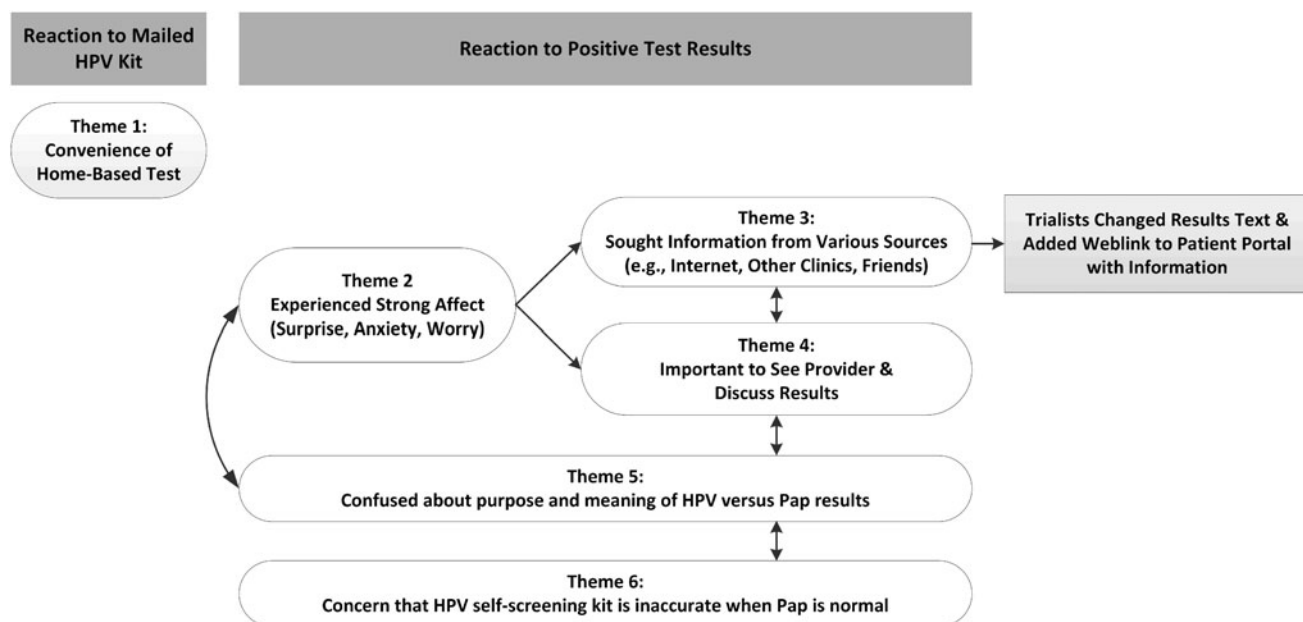 Reaction to Mailed
HPV Kit
Reaction to Positive Test Results
Theme 1:
Convenience of
Home-Based Test
Theme 2
Experienced Strong Affect
(Surprise, Anxiety, Worry)
Theme 3:
Sought Information from Various Sources
(e.g., Internet, Other Clinics, Friends)
Trialists Changed Results Text &
Added Weblink to Patient Portal
with Information
Theme 4:
Important to See Provider &
Discuss Results
Theme 5:
Confused about purpose and meaning of HPV versus Pap results
Theme 6:
Concern that HPV self-screening kit is inaccurate when Pap is normal